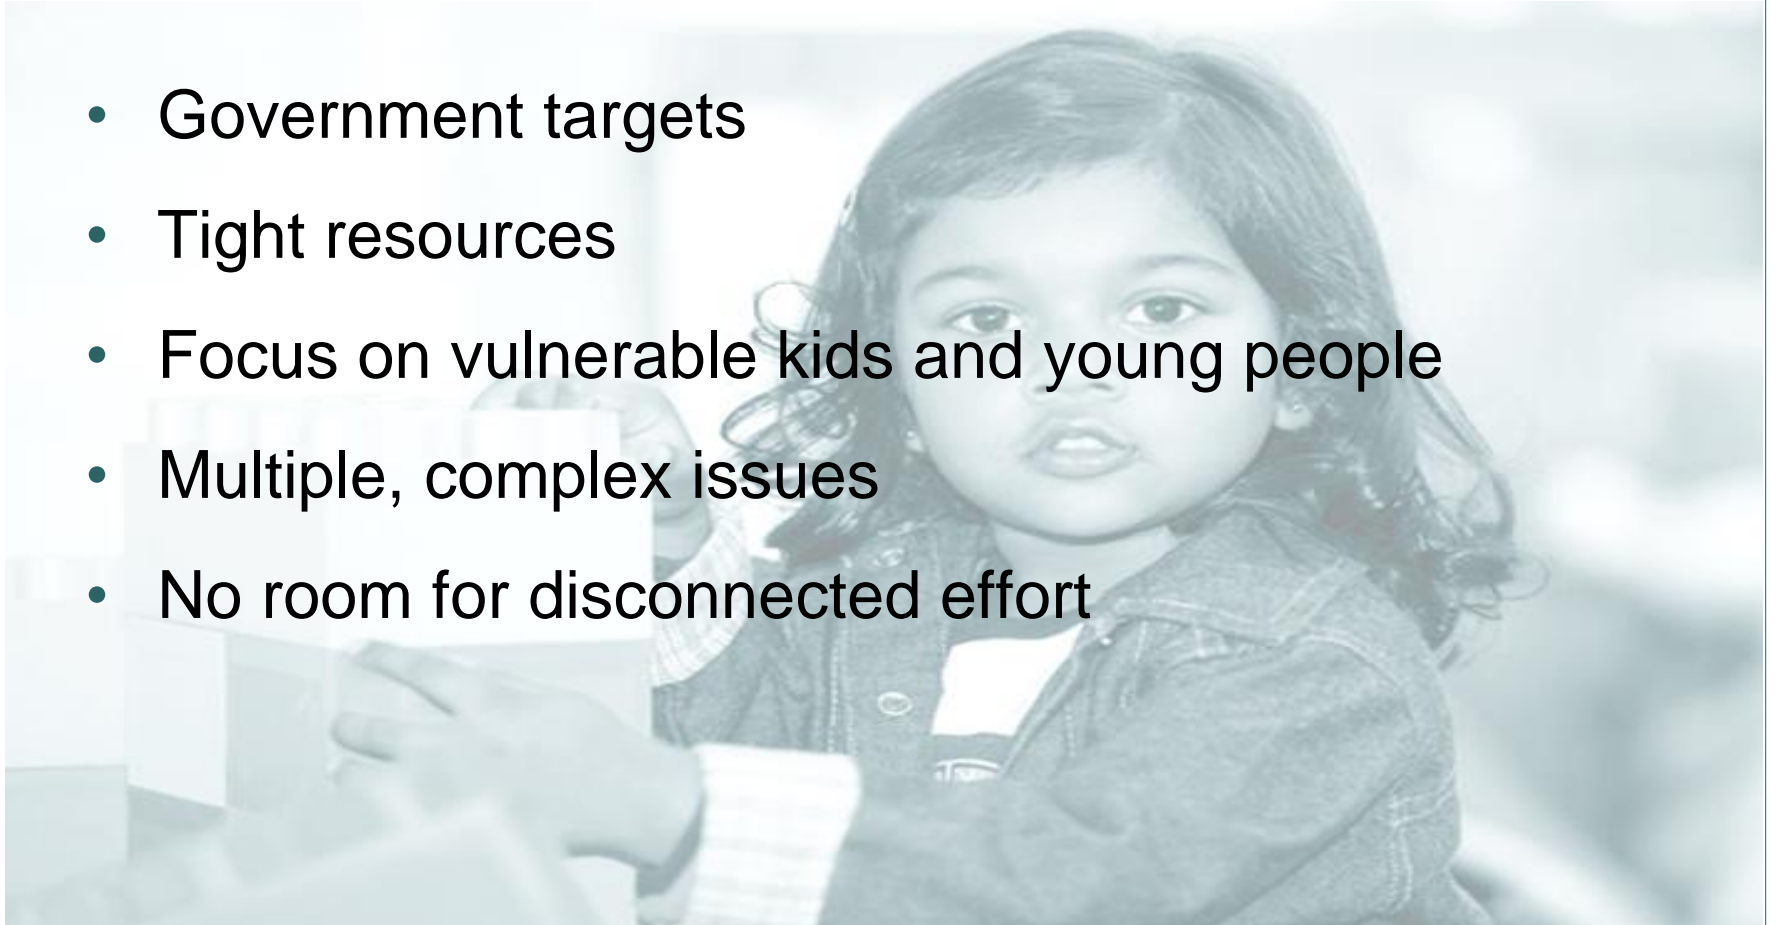 • Government targets
• Tight resources
• Focus on vulnerable kids and young people
• Multiple, complex issues
• No room for disconnected effort